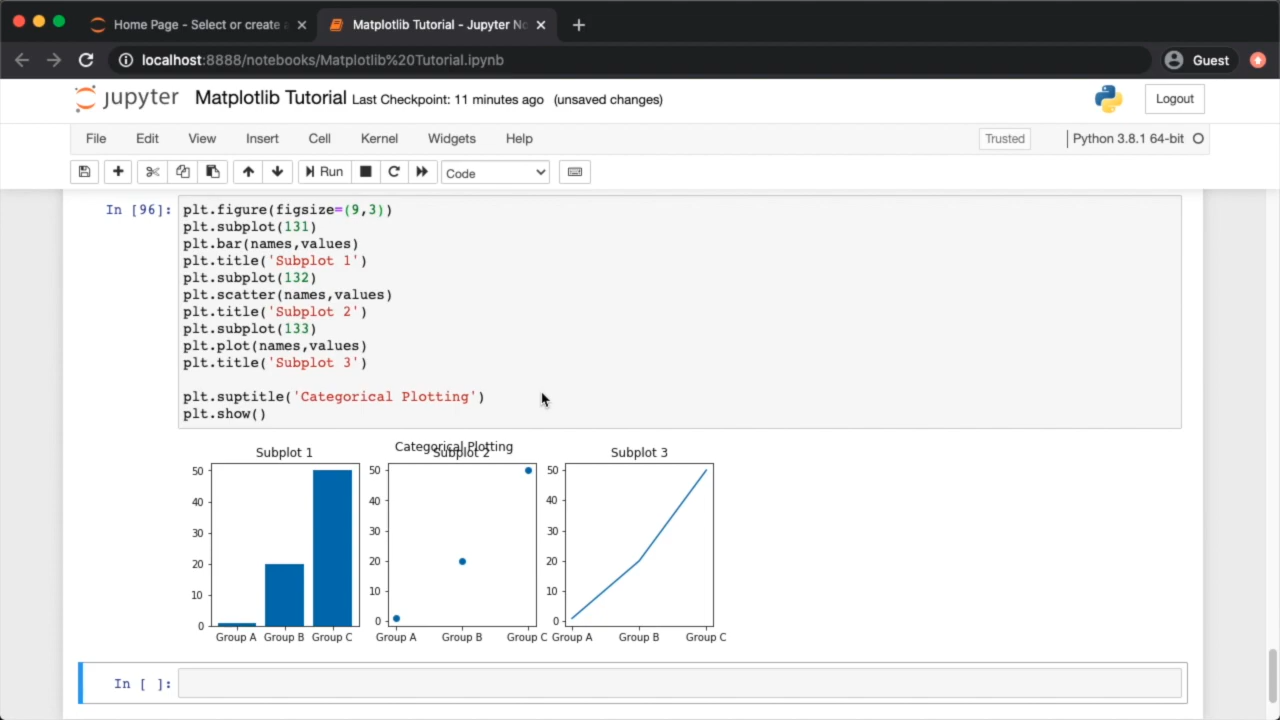 Home Page - Select or create a
Matplotlib Tutorial - Jupyter No
localhost:8888/notebooks/Matplotlib%20Tutorial.ipynb
Guest
jupyter Matplotlib Tutorial Last Checkpoint: 11 minutes ago (unsaved changes)
Logout
File Edit View Insert Cell Kernel Widgets Help
Trusted
Python 3.8.1 64-bit
Run
Code
In [96]:
plt.figure(figsize=(9,3))
plt.subplot(131)
plt.bar(names,values)
plt.title('Subplot 1')
plt.subplot(132)
plt.scatter(names,values)
plt.title('Subplot 2')
plt.subplot(133)
plt.plot(names,values)
plt.title('Subplot 3')
plt.suptitle('Categorical Plotting')
plt.show()
Categorical Plotting
Subplot 1
50
40
30
20
10
0
Group A Group B Group C
Subplot 2
50
40
30
20
10
0
Group A Group B Group C
Subplot 3
50
40
30
20
10
0
Group A Group B Group C
In [ ]: